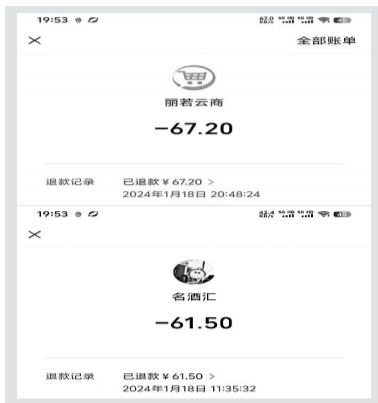 19:53
全部账单
丽若云商
-67.20
退款记录 已退款￥67.20 >
2024年1月18日 20:48:24
19:53
名酒汇
-61.50
退款记录 已退款￥61.50 >
2024年1月18日 11:35:32